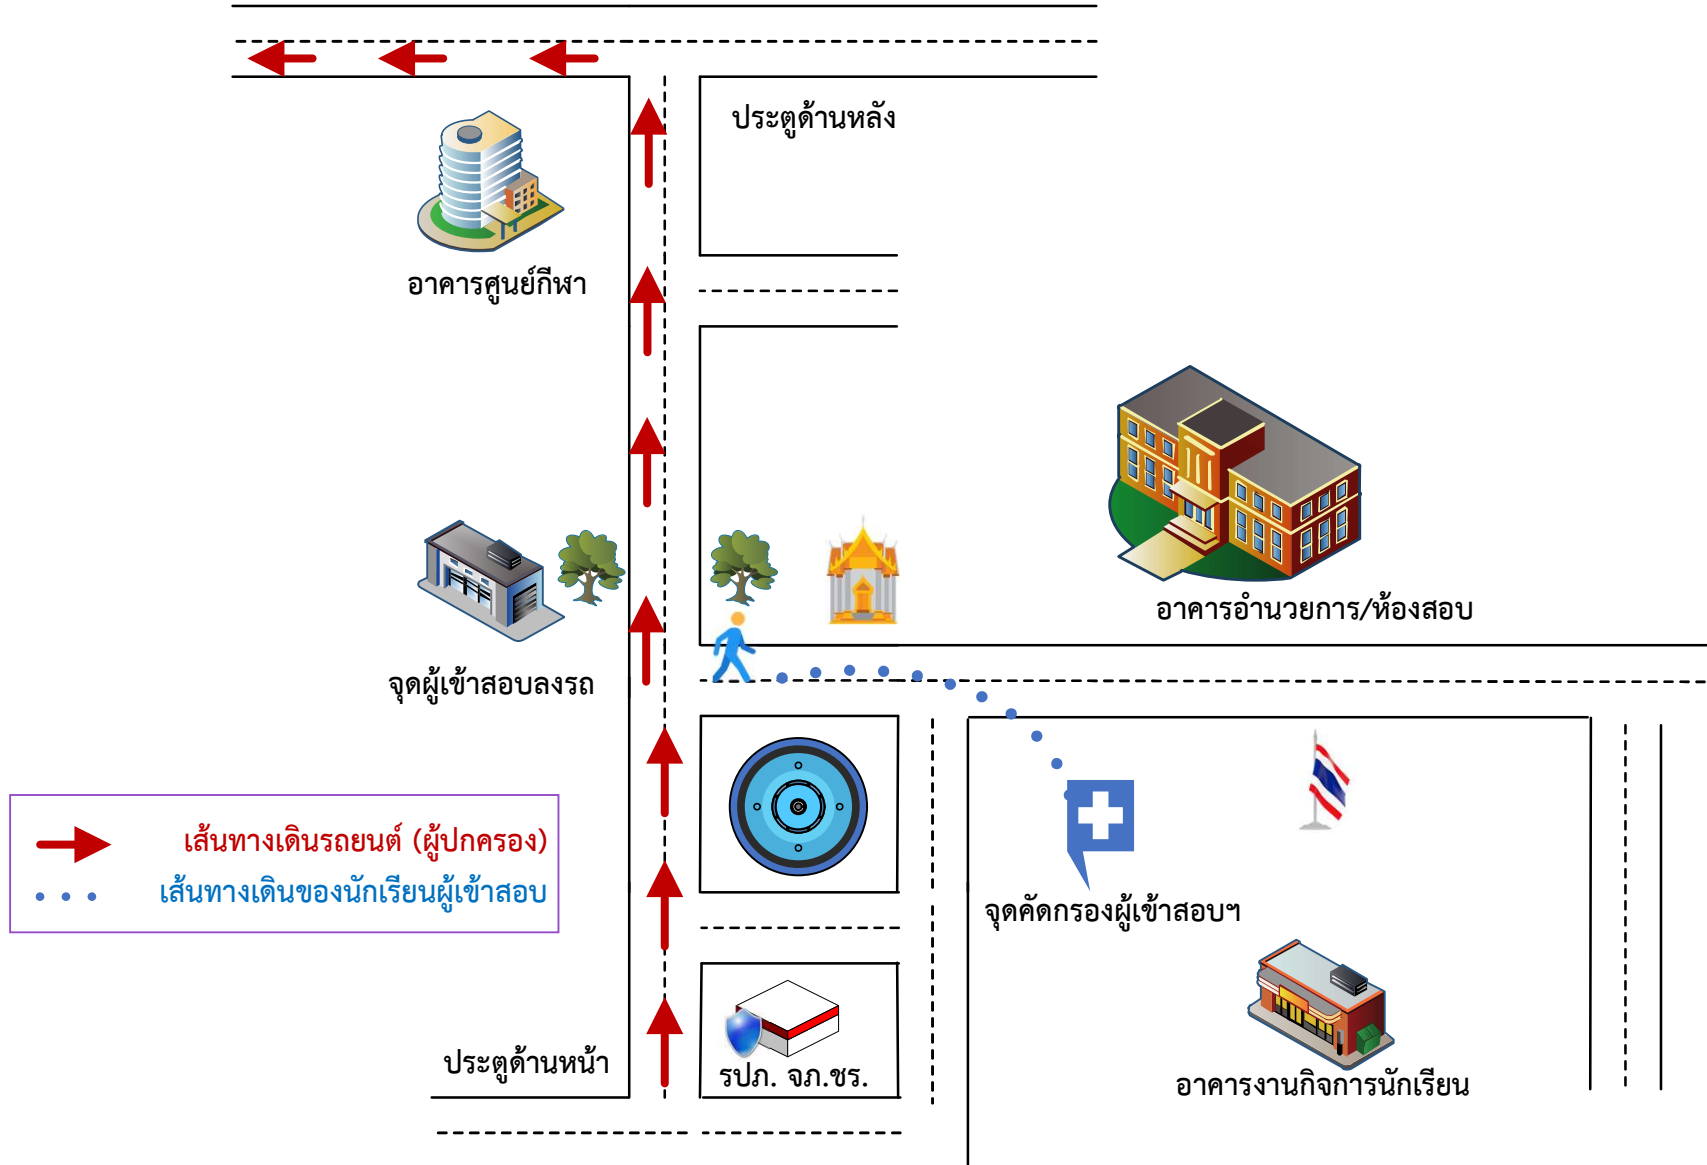 ประตูด้านหลัง
อาคารศูนย์กีฬา
อาคารอำนวยการ/ห้องสอบ
จุดผู้เข้าสอบลงรถ
เส้นทางเดินรถยนต์ (ผู้ปกครอง)
เส้นทางเดินของนักเรียนผู้เข้าสอบ
จุดคัดกรองผู้เข้าสอบฯ
ประตูด้านหน้า
รปภ. จภ.ชร.
อาคารงานกิจการนักเรียน